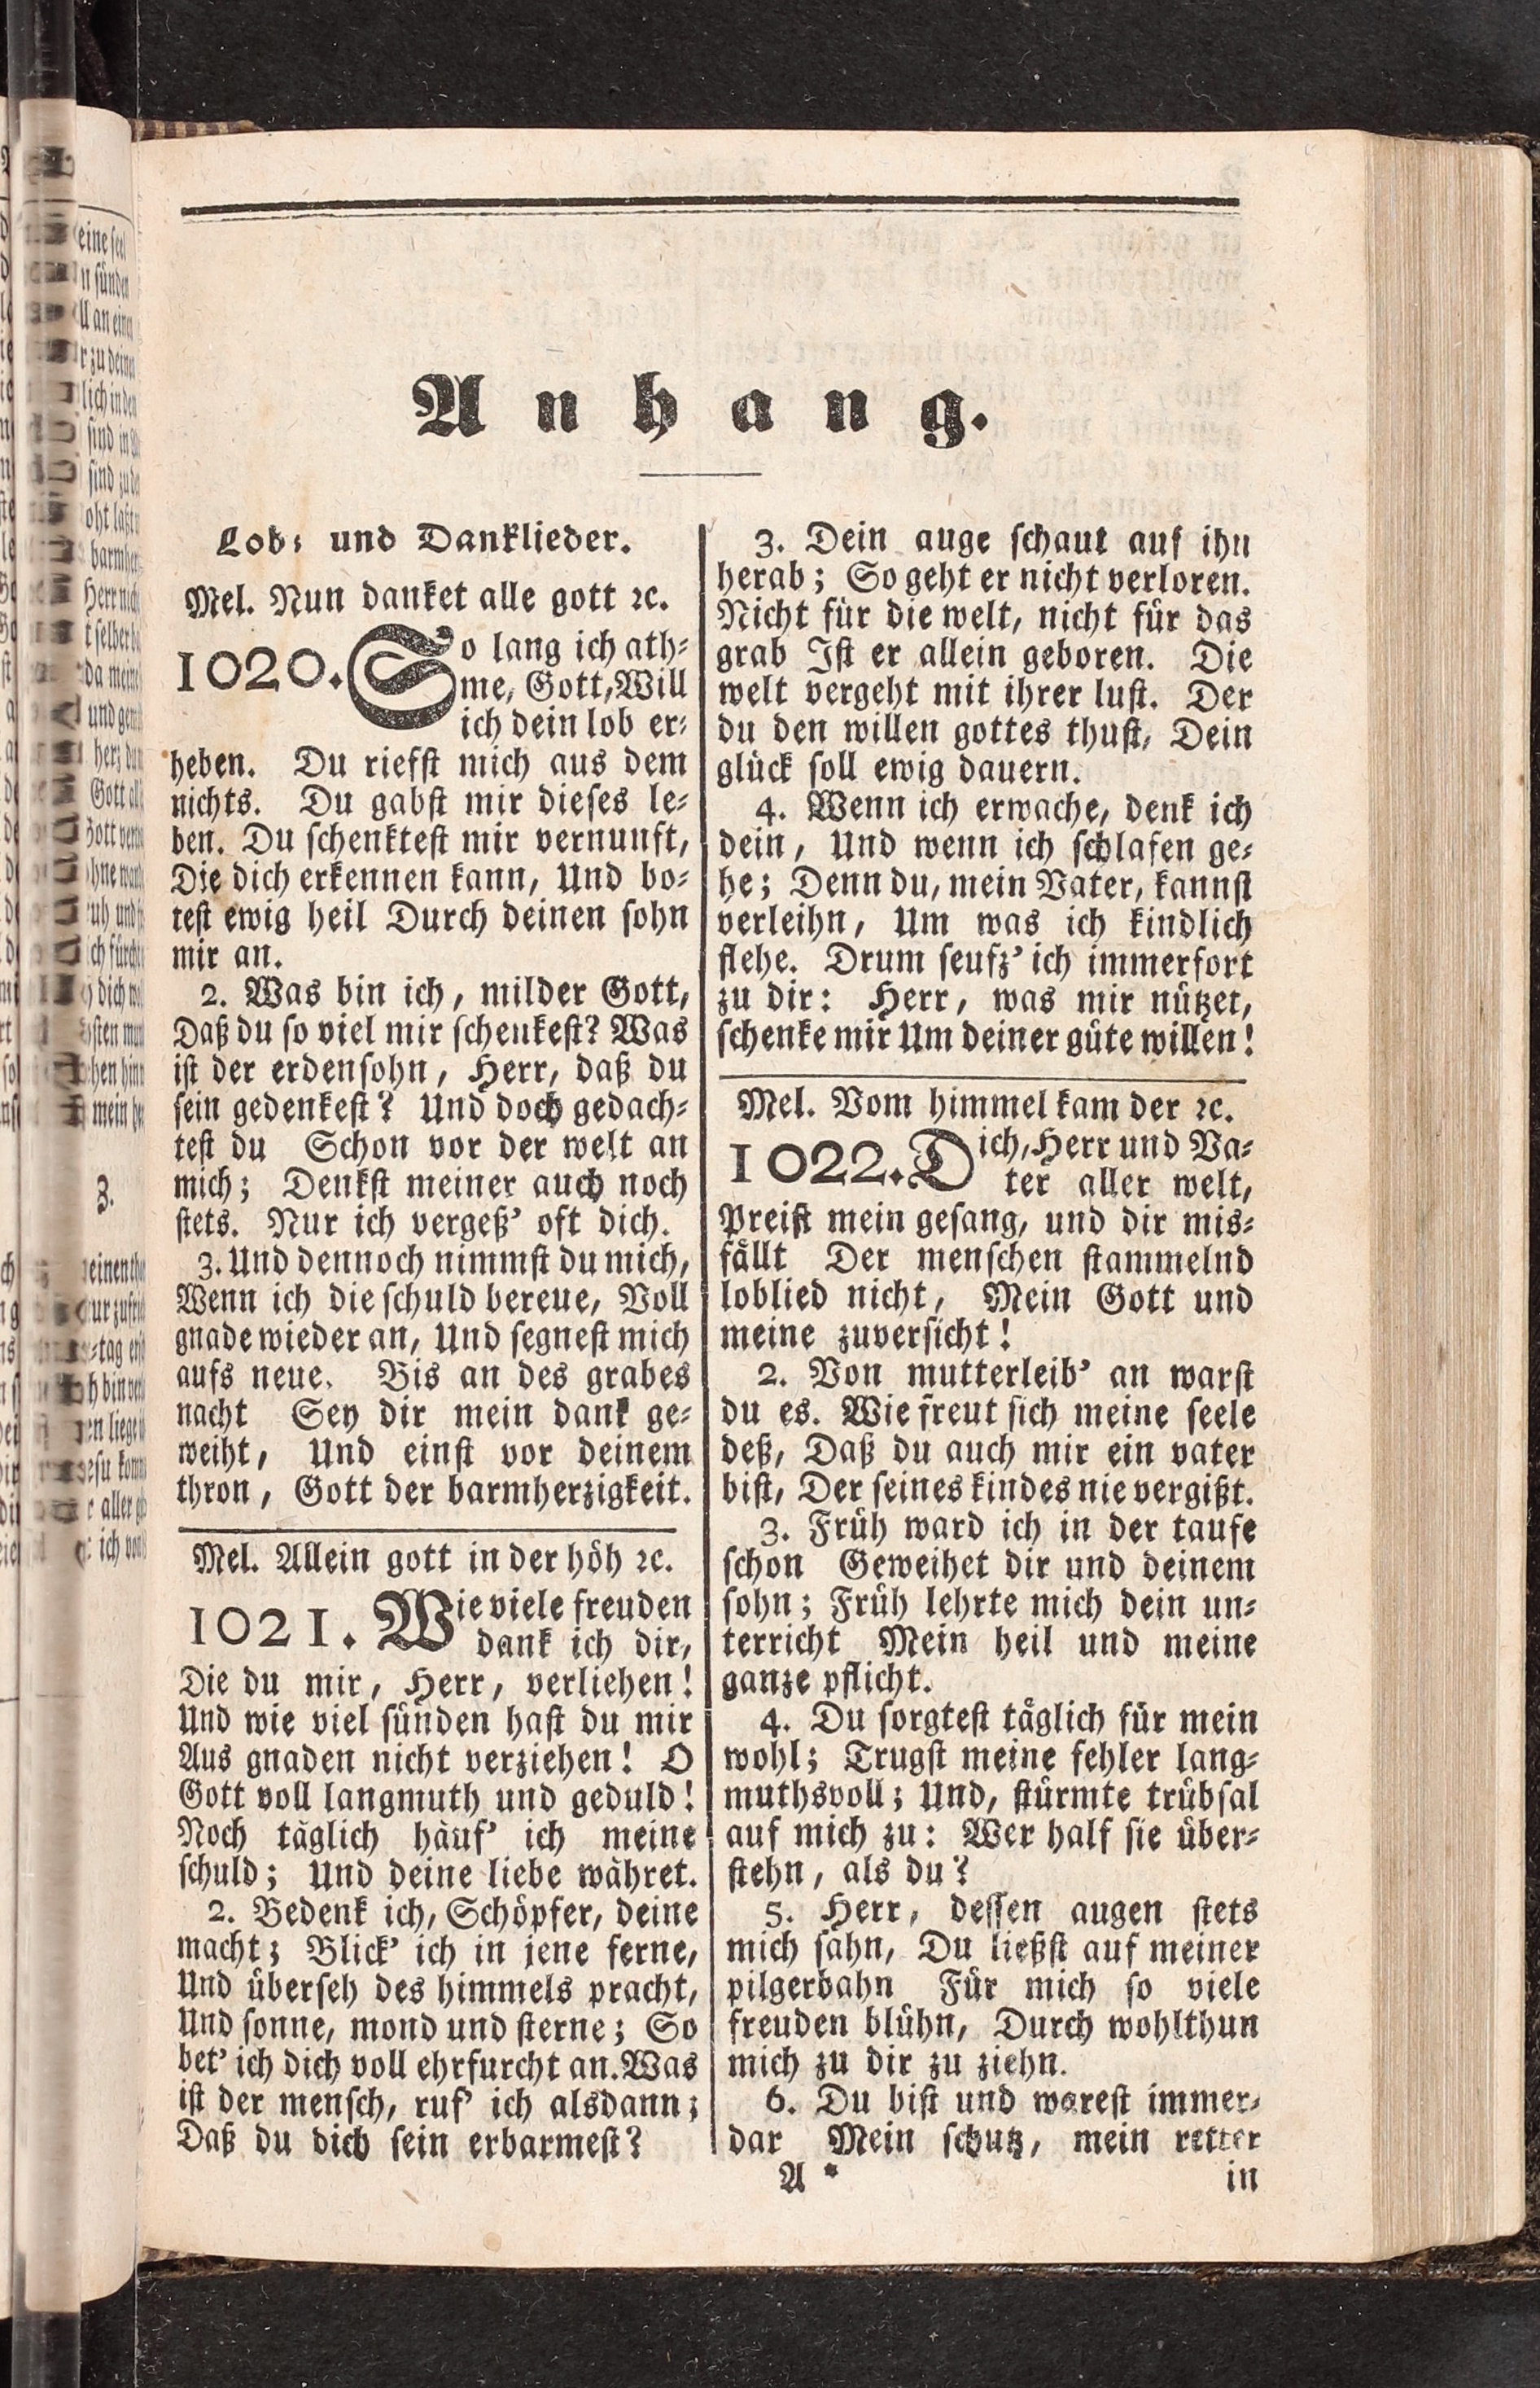 Anhang.
Lob- und Danklieder.
Mel. Nun danket alle gott ꝛc.
1020. So lang ich ath-
me, Gott, Will
ich dein lob er-
heben. Du riefst mich aus dem
nichts. Du gabst mir dieses le-
ben. Du schenktest mir vernunft,
Die dich erkennen kann, Und bo-
test ewig heil Durch deinen sohn
mir an.
2. Was bin ich, milder Gott,
Daß du so viel mir schenkest? Was
ist der erdensohn, Herr, daß du
sein gedenkest? Und doch gedach-
test du Schon vor der welt an
mich; Denkst meiner auch noch
stets. Nur ich vergeß' oft dich.
3. Und dennoch nimmst du mich,
Wenn ich die schuld bereue, Voll
gnade wieder an, Und segnest mich
aufs neue. Bis an des grabes
nacht Sey dir mein dank ge-
weiht, Und einst vor deinem
thron, Gott der barmherzigkeit.
Mel. Allein gott in der höh ꝛc.
1021. Wie viele freuden
dank ich dir,
Die du mir, Herr, verliehen!
Und wie viel sünden hast du mir
Aus gnaden nicht verziehen! O
Gott voll langmuth und geduld!
Noch täglich häuf' ich meine
schuld; Und deine liebe währet.
2. Bedenk ich, Schöpfer, deine
macht; Blick' ich in jene ferne,
Und überseh des himmels pracht,
Und sonne, mond und sterne; So
bet' ich dich voll ehrfurcht an. Was
ist der mensch, ruf' ich alsdann;
Daß du dich sein erbarmest?
3. Dein auge schaut auf ihn
herab; So geht er nicht verloren.
Nicht für die welt, nicht für das
grab Ist er allein geboren. Die
welt vergeht mit ihrer lust. Der
du den willen gottes thust, Dein
glück soll ewig dauern.
4. Wenn ich erwache, denk ich
dein, Und wenn ich schlafen ge-
he; Denn du, mein Vater, kannst
verleihn, Um was ich kindlich
flehe. Drum seufz' ich immerfort
zu dir: Herr, was mir nützet,
schenke mir Um deiner güte willen!
Mel. Vom himmel kam der ꝛc.
1022. Dich, Herr und Va-
ter aller welt,
Preist mein gesang, und dir mis-
fällt Der menschen stammelnd
loblied nicht, Mein Gott und
meine zuversicht!
2. Von mutterleib' an warst
du es. Wie freut sich meine seele
deß, Daß du auch mir ein vater
bist, Der seines kindes nie vergißt.
3. Früh ward ich in der taufe
schon Geweihet dir und deinem
sohn; Früh lehrte mich dein un-
terricht Mein heil und meine
ganze pflicht.
4. Du sorgtest täglich für mein
wohl; Trugst meine fehler lang-
muthsvoll; Und, stürmte trübsal
auf mich zu: Wer half sie über-
stehn, als du?
5. Herr, dessen augen stets
mich sahn, Du ließst auf meiner
pilgerbahn Für mich so viele
freuden blühn, Durch wohlthun
mich zu dir zu ziehn.
6. Du bist und warest immer-
dar Mein schutz, mein retter
A *
in